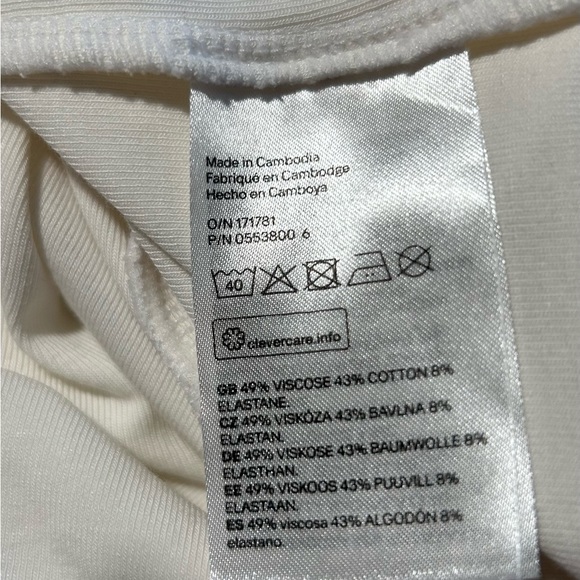 Made in Cambodia
Fabriqué en Cambodge
Hecho en Camboya
O/N 171781
P/N 0553800 6
40
clevercare.info
GB 49% VISCOSE 43% COTTON 8%
ELASTANE.
CZ 49% VISKÓZA 43% BAVLNA 8%
ELASTAN.
DE 49% VISKOSE 43% BAUMWOLLE 8%
ELASTHAN.
EE 49% VISKOOS 43% PUUVILL 8%
ELASTAAN.
ES 49% viscosa 43% ALGODÓN 8%
elastano.